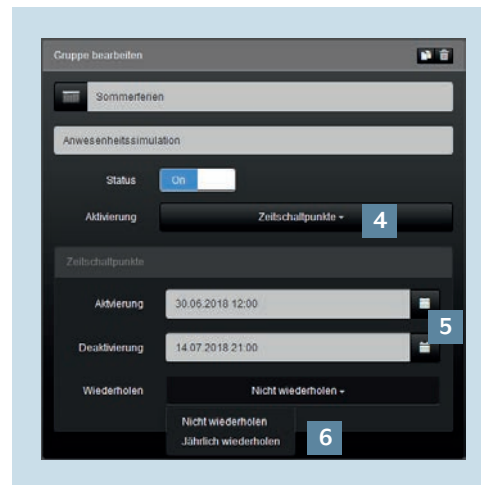 Gruppe bearbeiten
Sommerferien
Anwesenheitssimulation
Status On
Aktivierung Zeitschaltpunkte 4
Zeitschaltpunkte
Aktivierung 30.06.2018 12:00
5
Deaktivierung 14.07.2018 21:00
Wiederholen Nicht wiederholen
Nicht wiederholen
Jährlich wiederholen 6